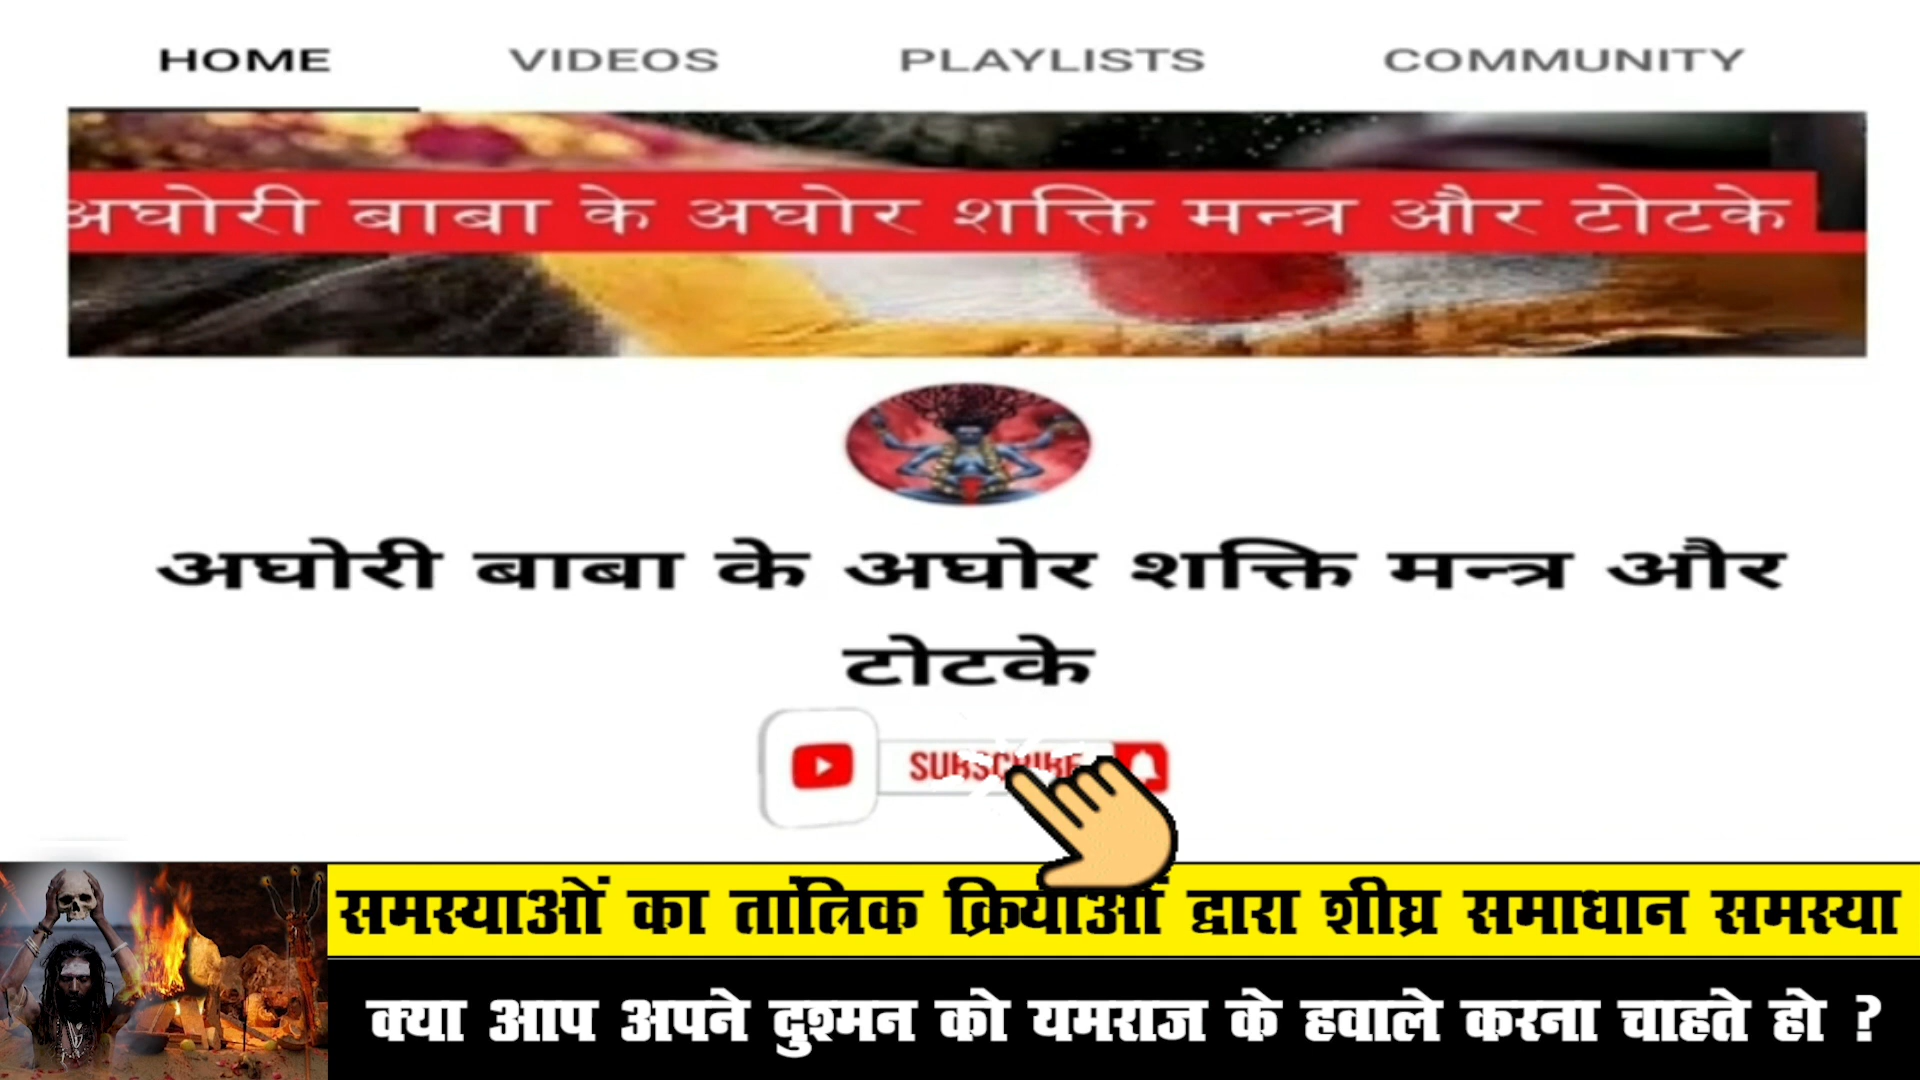 HOME VIDEOS PLAYLISTS COMMUNITY
अघोरी बाबा के अघोर शक्ति मन्त्र और टोटके
अघोरी बाबा के अघोर शक्ति मन्त्र और
टोटके
SUBSCRIBE
समस्याओं का तांत्रिक क्रियाओं द्वारा शीघ्र समाधान समस्या
क्या आप अपने दुश्मन को यमराज के हवाले करना चाहते हो ?